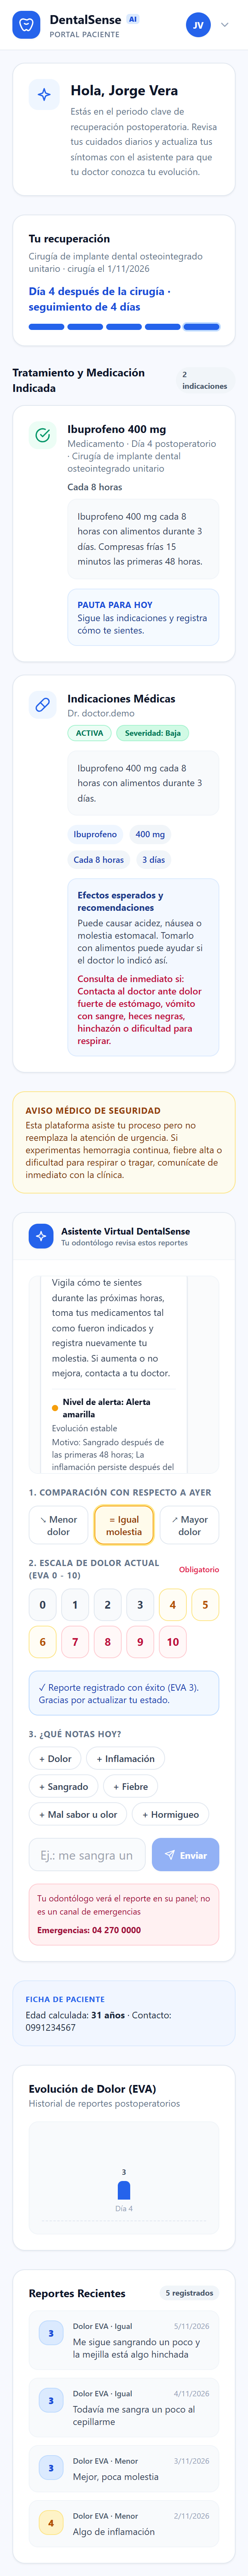 DentalSense AI
PORTAL PACIENTE
JV
Hola, Jorge Vera
Estás en el periodo clave de
recuperación postoperatoria. Revisa
tus cuidados diarios y actualiza tus
síntomas con el asistente para que
tu doctor conozca tu evolución.
Tu recuperación
Cirugía de implante dental osteointegrado
unitario · cirugía el 1/11/2026
Día 4 después de la cirugía ·
seguimiento de 4 días
Tratamiento y Medicación
Indicada
2
indicaciones
Ibuprofeno 400 mg
Medicamento · Día 4 postoperatorio
· Cirugía de implante dental
osteointegrado unitario
Cada 8 horas
Ibuprofeno 400 mg cada 8
horas con alimentos durante 3
días. Compresas frías 15
minutos las primeras 48 horas.
PAUTA PARA HOY
Sigue las indicaciones y registra
cómo te sientes.
Indicaciones Médicas
Dr. doctor.demo
ACTIVA
Severidad: Baja
Ibuprofeno 400 mg cada 8
horas con alimentos durante 3
días.
Ibuprofeno
400 mg
Cada 8 horas
3 días
Efectos esperados y
recomendaciones
Puede causar acidez, náusea o
molestia estomacal. Tomarlo
con alimentos puede ayudar si
el doctor lo indicó así.
Consulta de inmediato si:
Contacta al doctor ante dolor
fuerte de estómago, vómito
con sangre, heces negras,
hinchazón o dificultad para
respirar.
AVISO MÉDICO DE SEGURIDAD
Esta plataforma asiste tu proceso pero no
reemplaza la atención de urgencia. Si
experimentas hemorragia continua, fiebre alta o
dificultad para respirar o tragar, comunícate de
inmediato con la clínica.
Asistente Virtual DentalSense
Tu odontólogo revisa estos reportes
Vigila cómo te sientes
durante las próximas horas,
toma tus medicamentos tal
como fueron indicados y
registra nuevamente tu
molestia. Si aumenta o no
mejora, contacta a tu doctor.
Nivel de alerta: Alerta
amarilla
Evolución estable
Motivo: Sangrado después de
las primeras 48 horas; La
inflamación persiste después del
1. COMPARACIÓN CON RESPECTO A AYER
↘ Menor
dolor
= Igual
molestia
↗ Mayor
dolor
2. ESCALA DE DOLOR ACTUAL
(EVA 0 - 10)
Obligatorio
0 1 2 3 4 5
6 7 8 9 10
✓ Reporte registrado con éxito (EVA 3).
Gracias por actualizar tu estado.
3. ¿QUÉ NOTAS HOY?
+ Dolor
+ Inflamación
+ Sangrado
+ Fiebre
+ Mal sabor u olor
+ Hormigueo
Ej.: me sangra un
Enviar
Tu odontólogo verá el reporte en su panel; no
es un canal de emergencias
Emergencias: 04 270 0000
FICHA DE PACIENTE
Edad calculada: 31 años · Contacto:
0991234567
Evolución de Dolor (EVA)
Historial de reportes postoperatorios
3
Día 4
Reportes Recientes
5 registrados
3
Dolor EVA · Igual
5/11/2026
Me sigue sangrando un poco y
la mejilla está algo hinchada
3
Dolor EVA · Igual
4/11/2026
Todavía me sangra un poco al
cepillarme
3
Dolor EVA · Menor
3/11/2026
Mejor, poca molestia
4
Dolor EVA · Menor
2/11/2026
Algo de inflamación